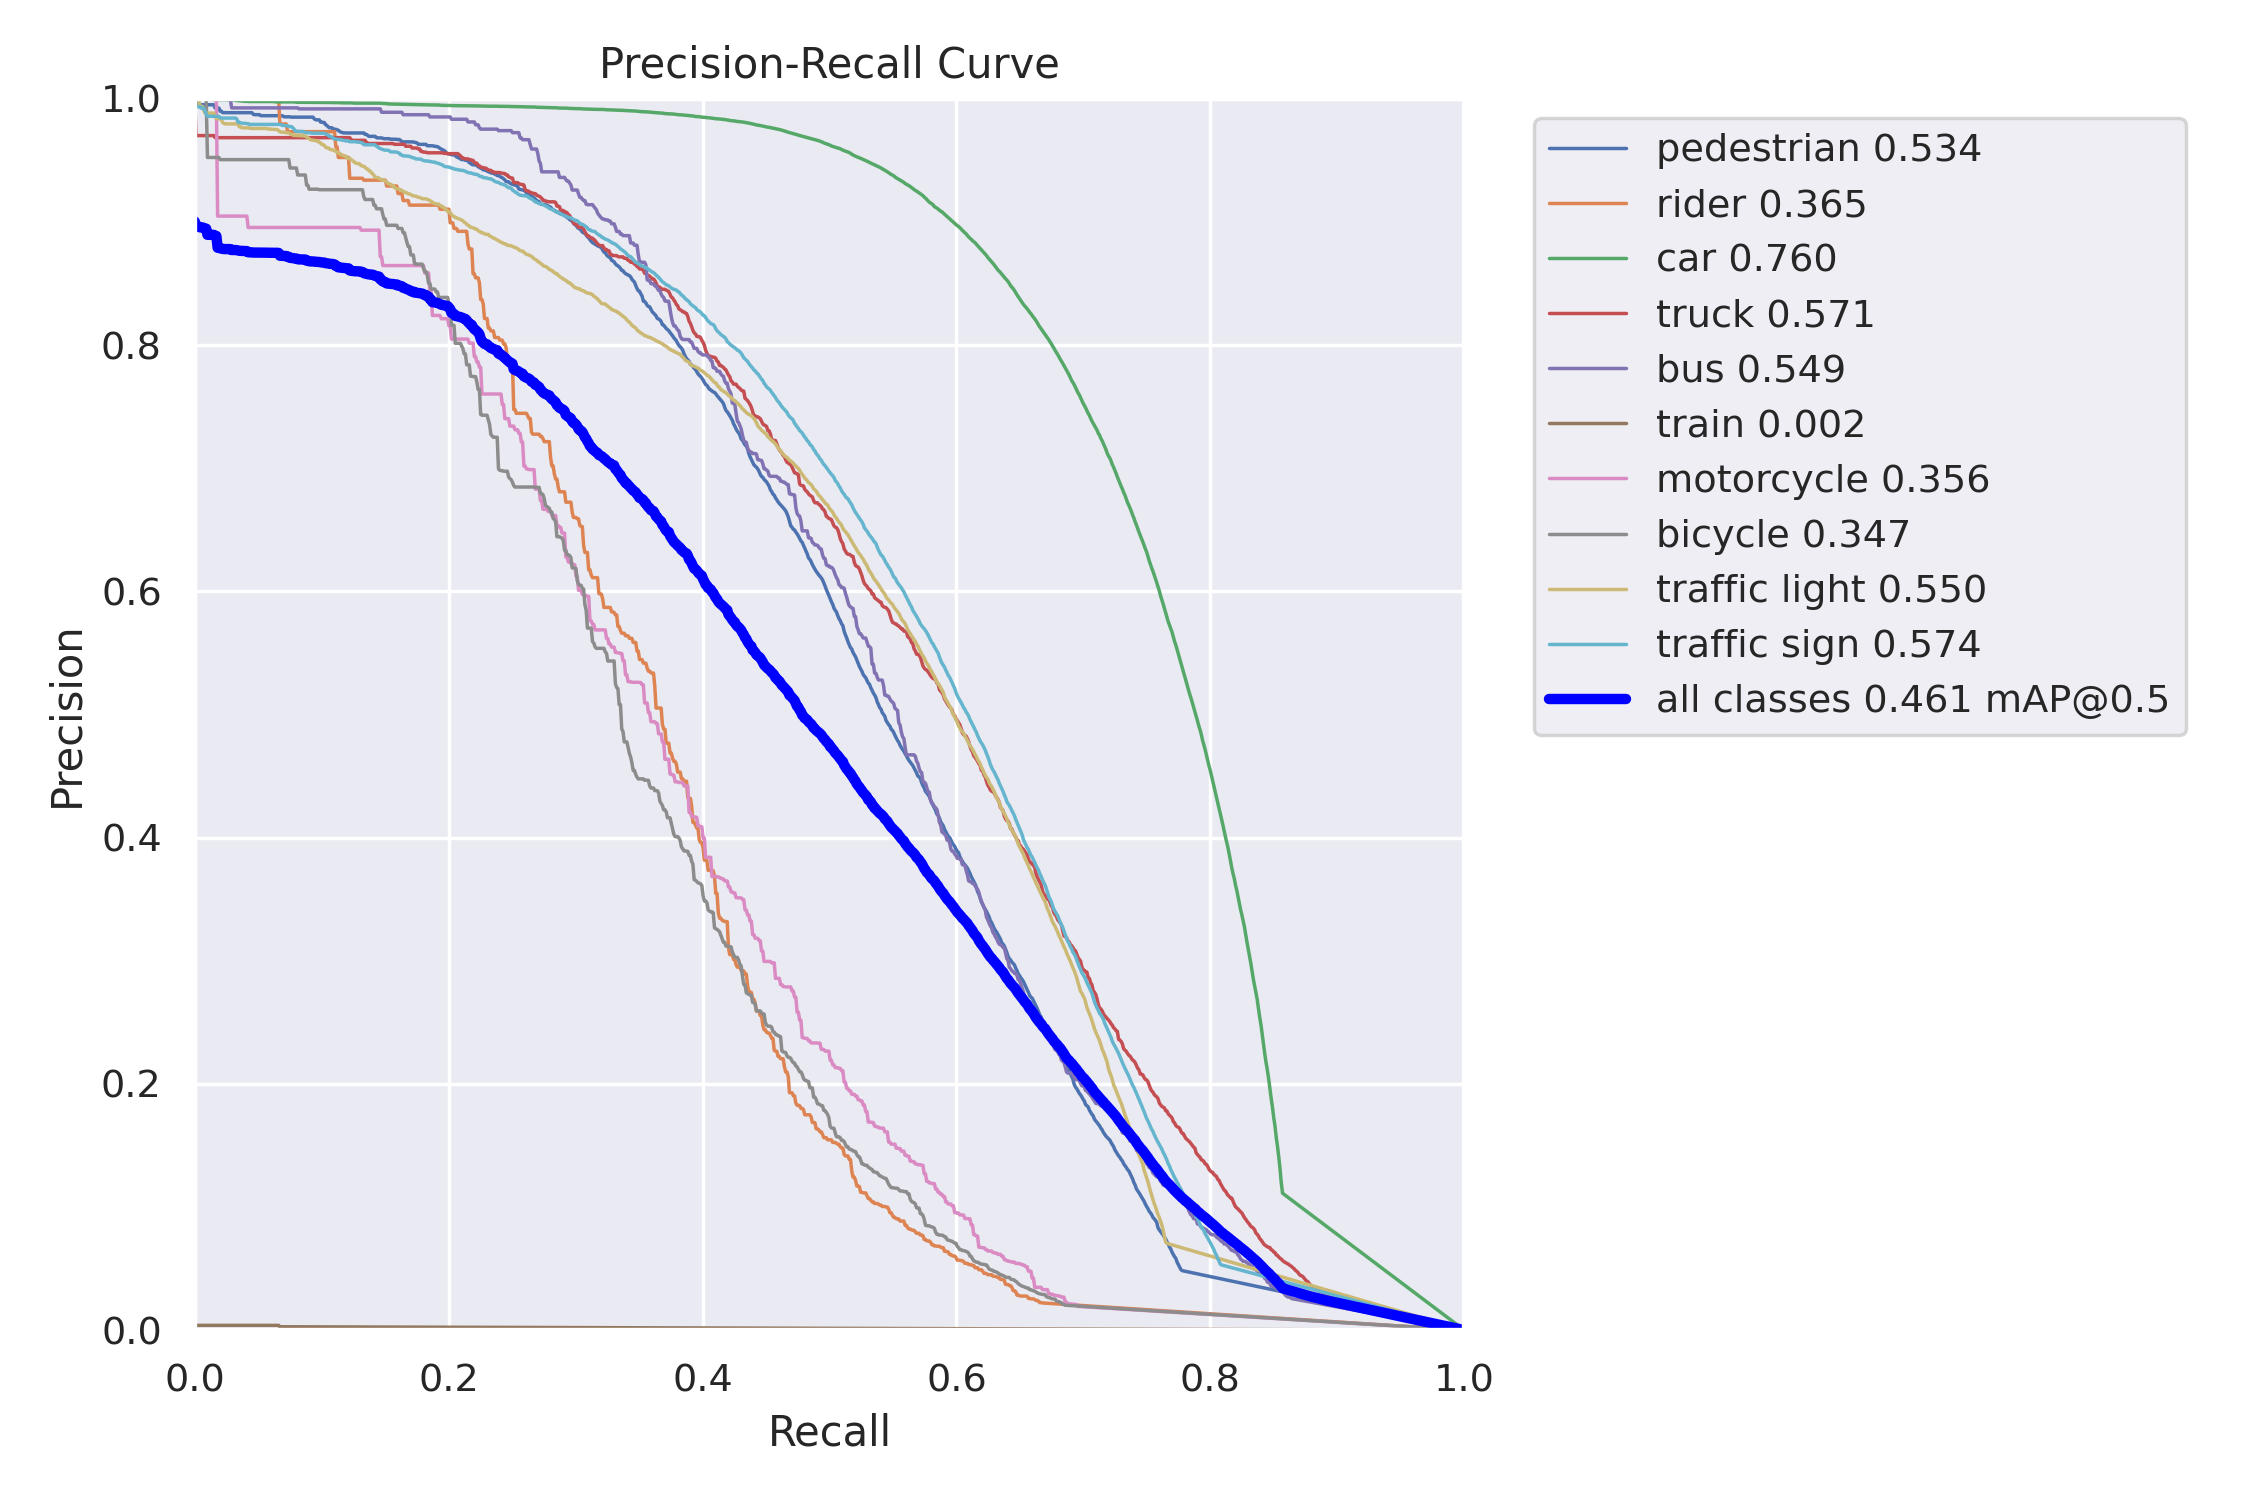 Precision-Recall Curve
1.0
0.8
0.6
0.4
0.2
0.0
Precision
0.0 0.2 0.4 0.6 0.8 1.0
Recall
pedestrian 0.534
rider 0.365
car 0.760
truck 0.571
bus 0.549
train 0.002
motorcycle 0.356
bicycle 0.347
traffic light 0.550
traffic sign 0.574
all classes 0.461 mAP@0.5